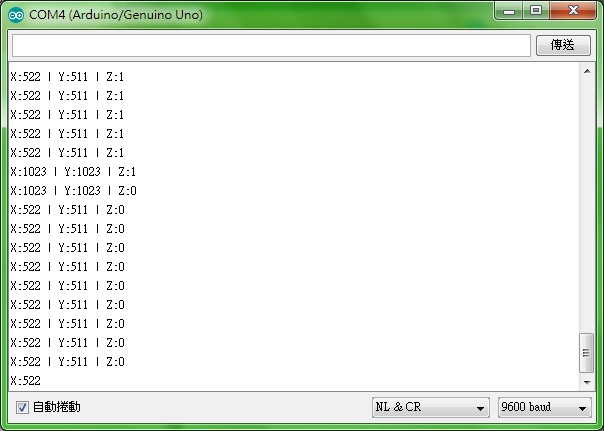 COM4 (Arduino/Genuino Uno)
傳送
X:522 | Y:511 | Z:1
X:522 | Y:511 | Z:1
X:522 | Y:511 | Z:1
X:522 | Y:511 | Z:1
X:522 | Y:511 | Z:1
X:1023 | Y:1023 | Z:1
X:1023 | Y:1023 | Z:0
X:522 | Y:511 | Z:0
X:522 | Y:511 | Z:0
X:522 | Y:511 | Z:0
X:522 | Y:511 | Z:0
X:522 | Y:511 | Z:0
X:522 | Y:511 | Z:0
X:522 | Y:511 | Z:0
X:522 | Y:511 | Z:0
X:522 | Y:511 | Z:0
X:522
自動捲動
NL & CR
9600 baud